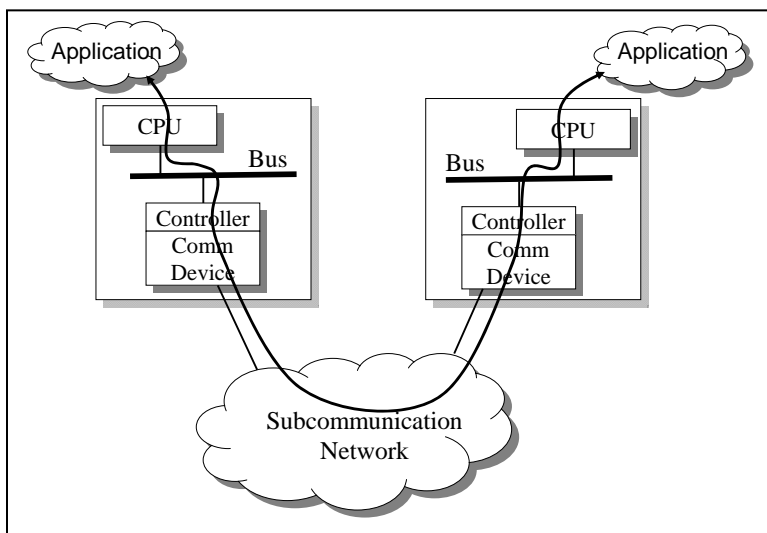 Application
Application
CPU
CPU
Bus
Bus
Controller
Comm
Device
Controller
Comm
Device
Subcommunication
Network